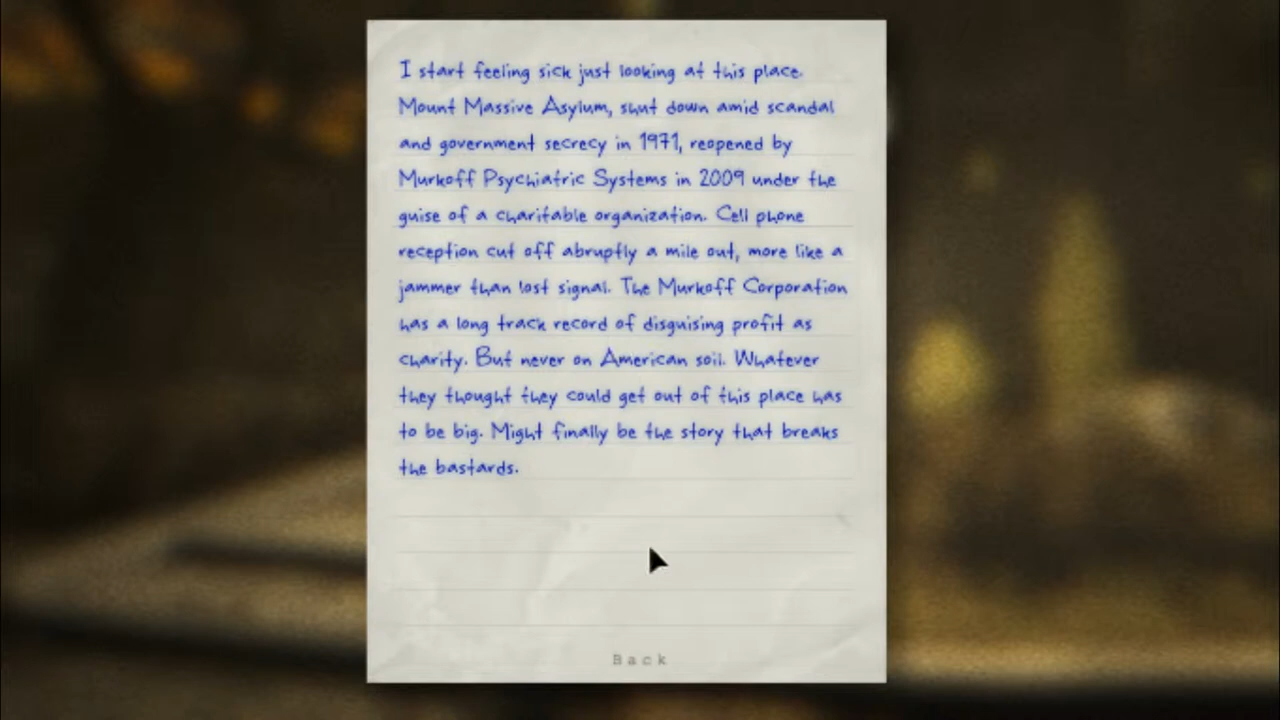 I start feeling sick just looking at this place.
Mount Massive Asylum, shut down amid scandal
and government secrecy in 1971, reopened by
Murkoff Psychiatric Systems in 2009 under the
guise of a charitable organization. Cell phone
reception cut off abruptly a mile out, more like a
jammer than lost signal. The Murkoff Corporation
has a long track record of disguising profit as
charity. But never on American soil. Whatever
they thought they could get out of this place has
to be big. Might finally be the story that breaks
the bastards.
Back